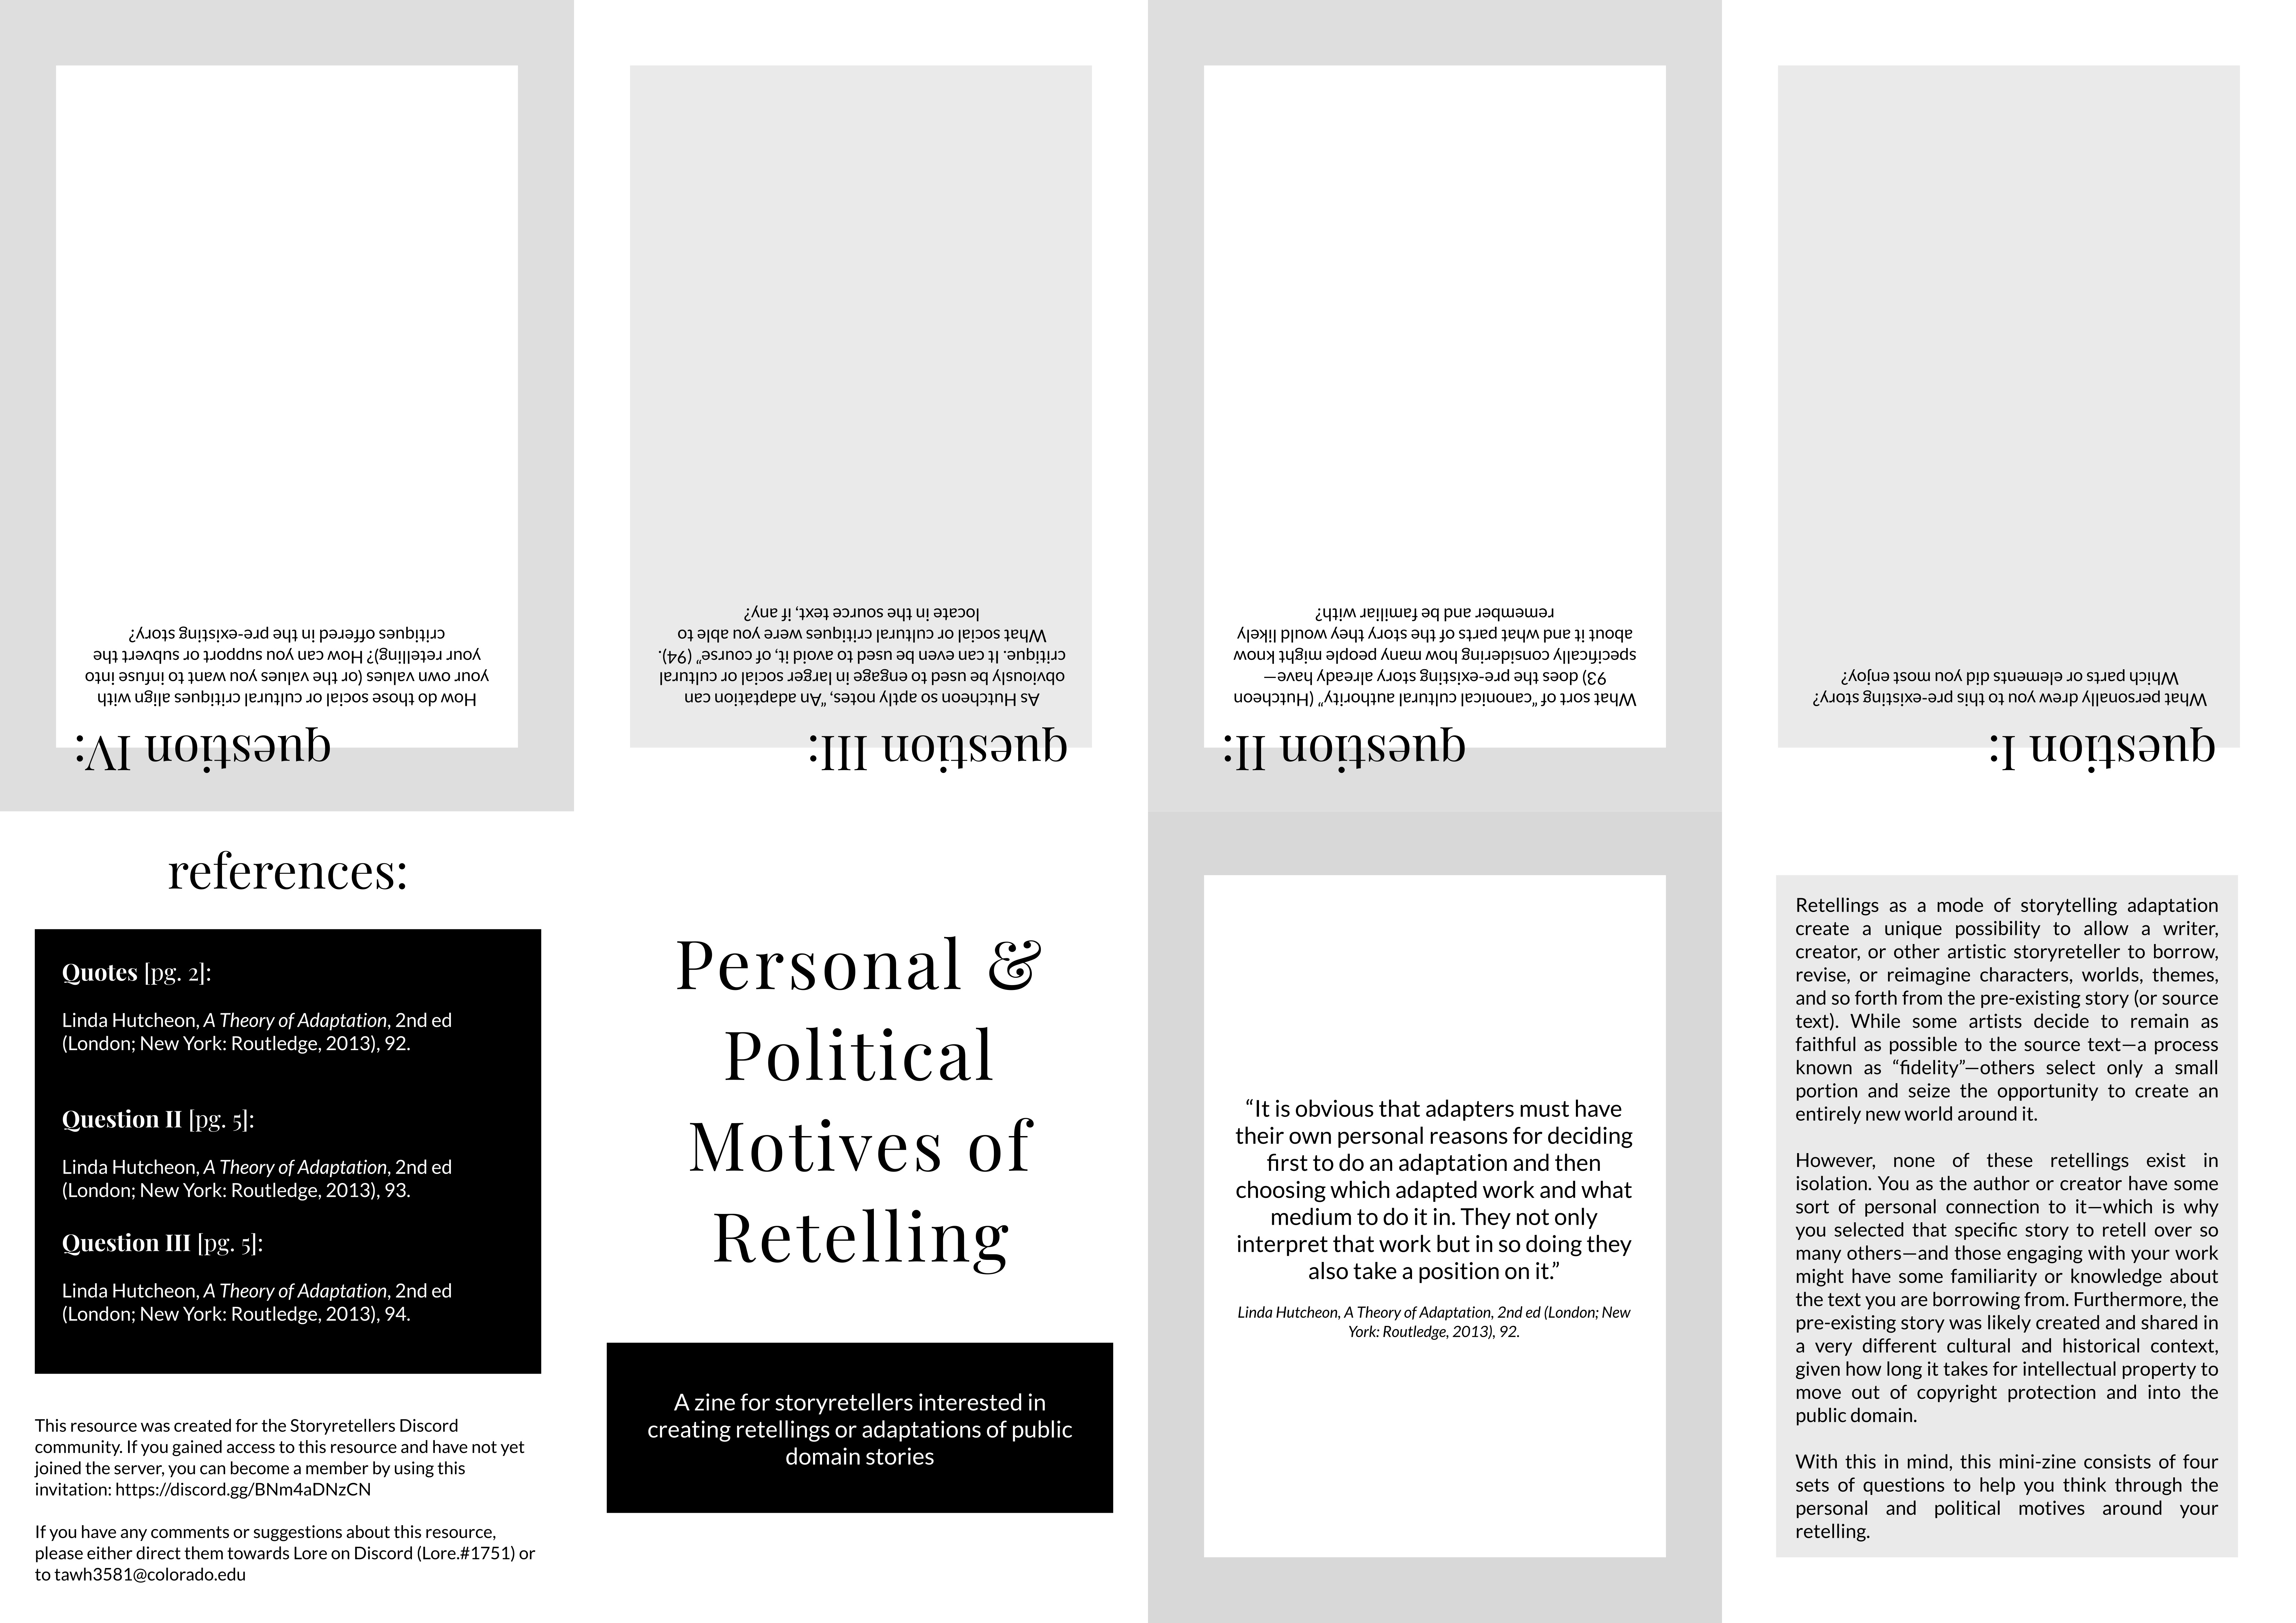 Personal &
Political
Motives of
Retelling
A zine for storyretellers interested in
creating retellings or adaptations of public
domain stories
“It is obvious that adapters must have
their own personal reasons for deciding
first to do an adaptation and then
choosing which adapted work and what
medium to do it in. They not only
interpret that work but in so doing they
also take a position on it.”
Linda Hutcheon, A Theory of Adaptation, 2nd ed (London; New
York: Routledge, 2013), 92.
Retellings as a mode of storytelling adaptation
create a unique possibility to allow a writer,
creator, or other artistic storyreteller to borrow,
revise, or reimagine characters, worlds, themes,
and so forth from the pre-existing story (or source
text). While some artists decide to remain as
faithful as possible to the source text—a process
known as “fidelity”—others select only a small
portion and seize the opportunity to create an
entirely new world around it.
However, none of these retellings exist in
isolation. You as the author or creator have some
sort of personal connection to it—which is why
you selected that specific story to retell over so
many others—and those engaging with your work
might have some familiarity or knowledge about
the text you are borrowing from. Furthermore, the
pre-existing story was likely created and shared in
a very different cultural and historical context,
given how long it takes for intellectual property to
move out of copyright protection and into the
public domain.
With this in mind, this mini-zine consists of four
sets of questions to help you think through the
personal and political motives around your
retelling.
question I:
What personally drew you to this pre-existing story?
Which parts or elements did you most enjoy?
question II:
What sort of “canonical cultural authority” (Hutcheon
93) does the pre-existing story already have—
specifically considering how many people might know
about it and what parts of the story they would likely
remember and be familiar with?
question III:
As Hutcheon so aptly notes, “An adaptation can
obviously be used to engage in larger social or cultural
critique. It can even be used to avoid it, of course” (94).
What social or cultural critiques were you able to
locate in the source text, if any?
question IV:
How do those social or cultural critiques align with
your own values (or the values you want to infuse into
your retelling)? How can you support or subvert the
critiques offered in the pre-existing story?
references:
Quotes [pg. 2]:
Linda Hutcheon, A Theory of Adaptation, 2nd ed
(London; New York: Routledge, 2013), 92.
Question II [pg. 5]:
Linda Hutcheon, A Theory of Adaptation, 2nd ed
(London; New York: Routledge, 2013), 93.
Question III [pg. 5]:
Linda Hutcheon, A Theory of Adaptation, 2nd ed
(London; New York: Routledge, 2013), 94.
This resource was created for the Storyretellers Discord
community. If you gained access to this resource and have not yet
joined the server, you can become a member by using this
invitation: https://discord.gg/BNm4aDNzCN
If you have any comments or suggestions about this resource,
please either direct them towards Lore on Discord (Lore.#1751) or
to tawh3581@colorado.edu